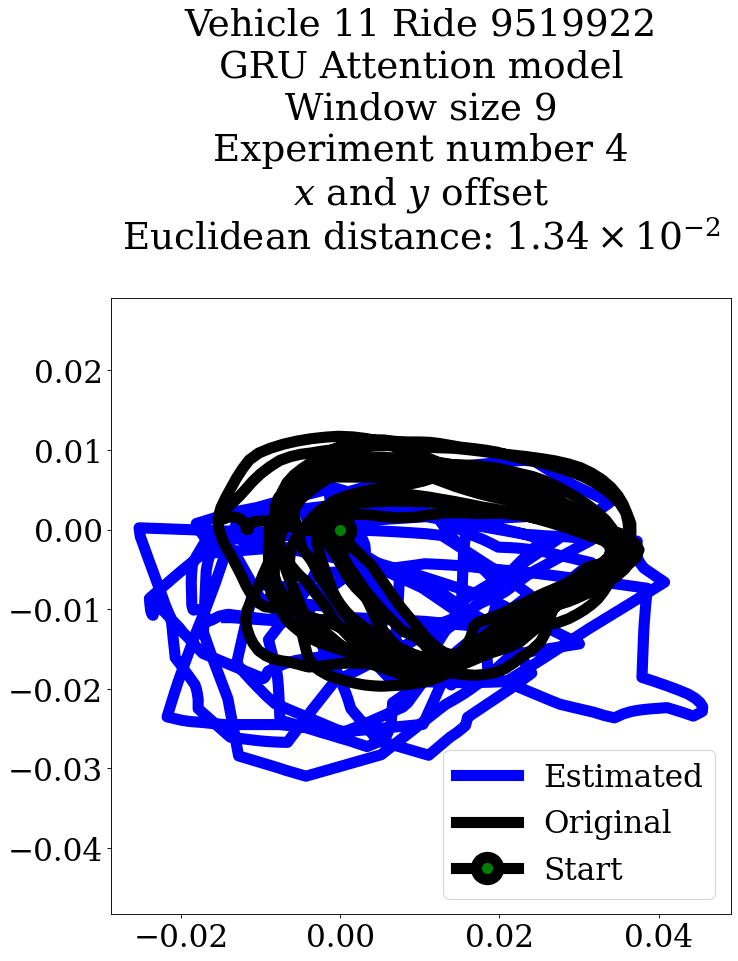 Vehicle 11 Ride 9519922
GRU Attention model
Window size 9
Experiment number 4
x and y offset
Euclidean distance: 1.34 × 10⁻²
0.02
0.01
0.00
−0.01
−0.02
−0.03
−0.04
Estimated
Original
Start
−0.02 0.00 0.02 0.04